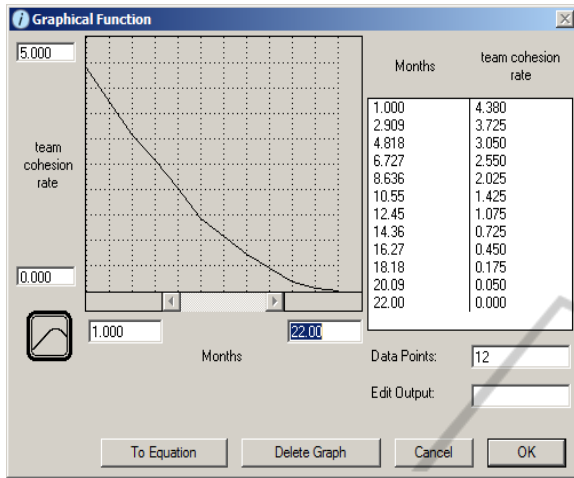 Graphical Function
5.000
team
cohesion
rate
0.000
1.000
22.00
Months
Months team cohesion
rate
1.000 4.380
2.909 3.725
4.818 3.050
6.727 2.550
8.636 2.025
10.55 1.425
12.45 1.075
14.36 0.725
16.27 0.450
18.18 0.175
20.09 0.050
22.00 0.000
Data Points: 12
Edit Output:
To Equation Delete Graph Cancel OK